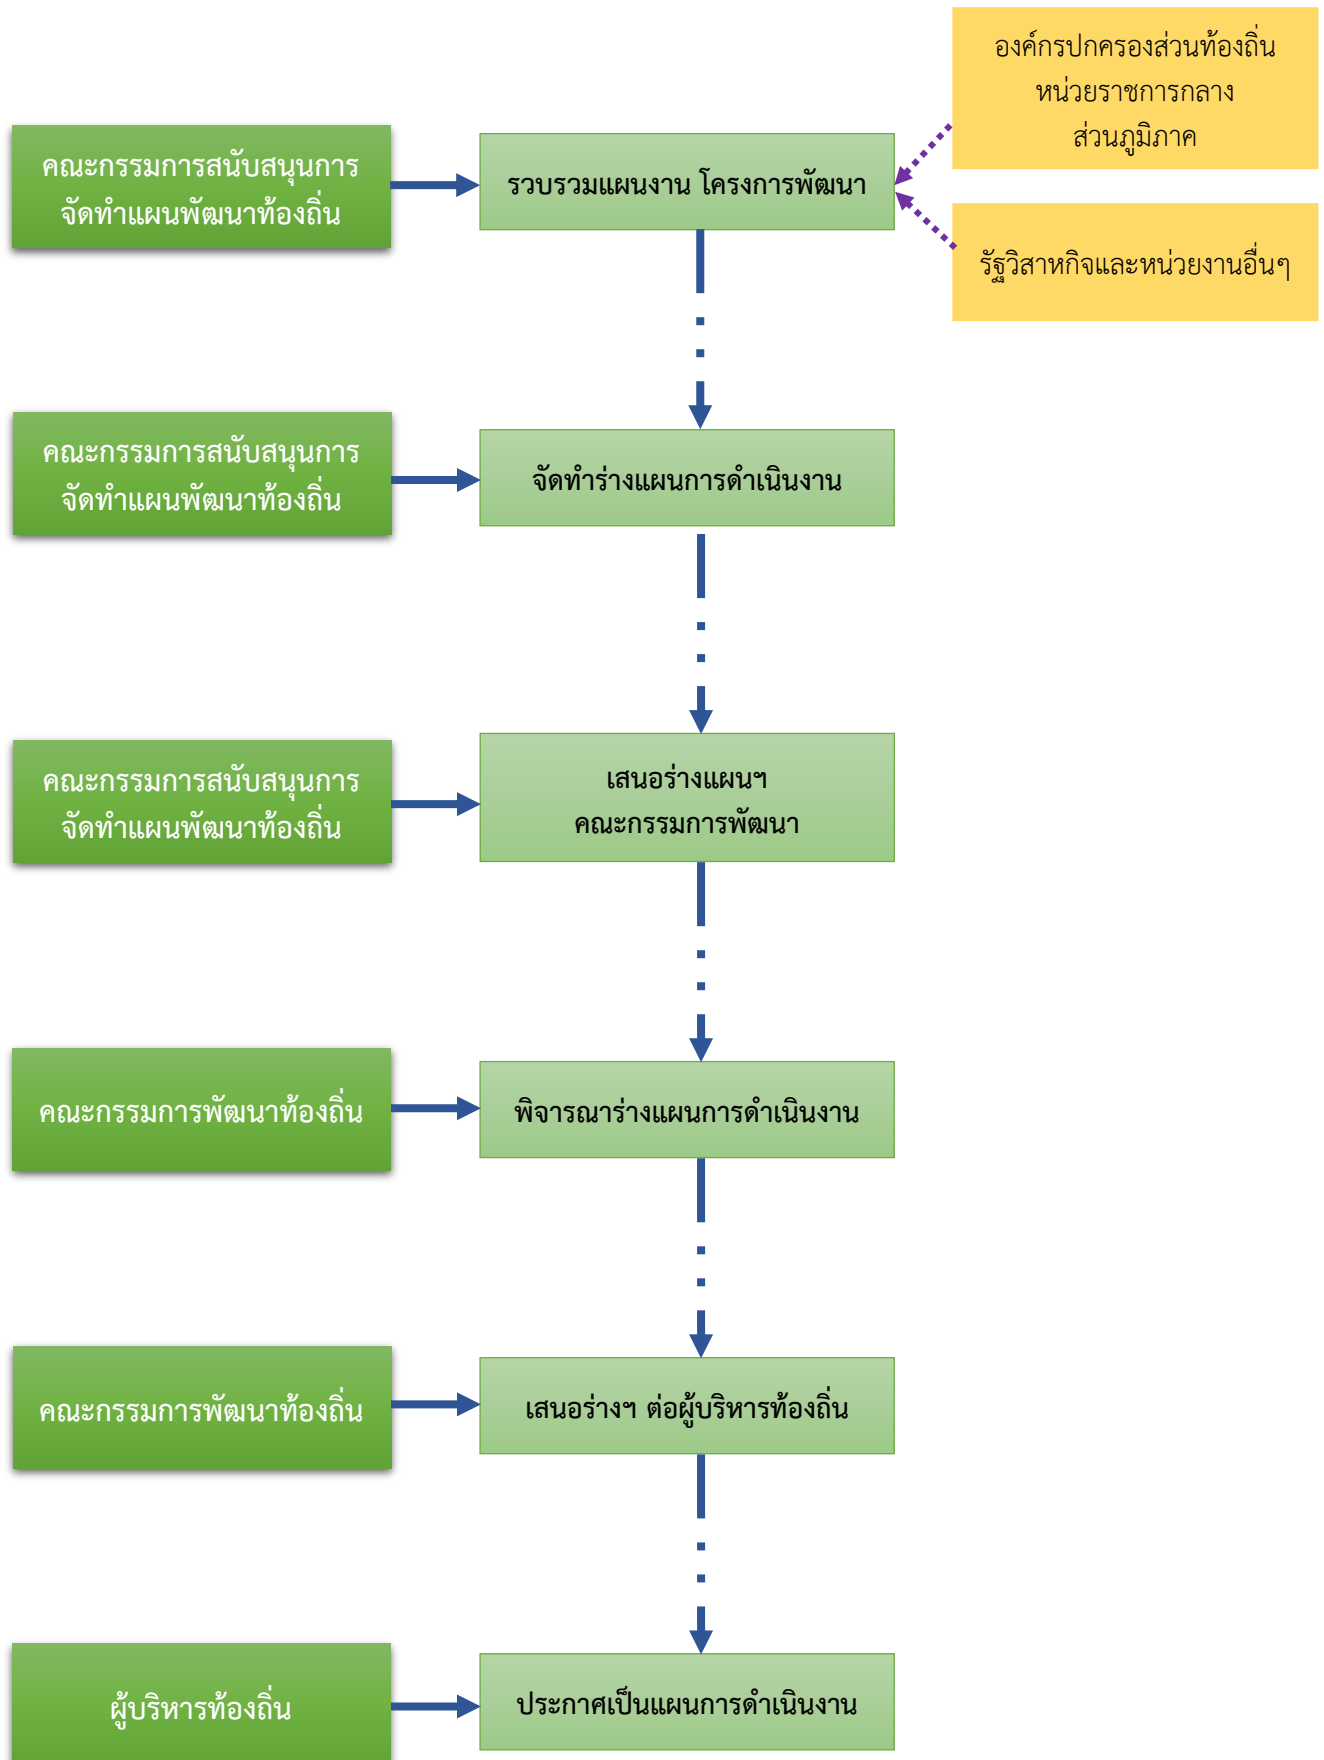 องค์กรปกครองส่วนท้องถิ่น
หน่วยราชการกลาง
ส่วนภูมิภาค
คณะกรรมการสนับสนุนการ
จัดทำแผนพัฒนาท้องถิ่น
รวบรวมแผนงาน โครงการพัฒนา
รัฐวิสาหกิจและหน่วยงานอื่นๆ
คณะกรรมการสนับสนุนการ
จัดทำแผนพัฒนาท้องถิ่น
จัดทำร่างแผนการดำเนินงาน
คณะกรรมการสนับสนุนการ
จัดทำแผนพัฒนาท้องถิ่น
เสนอร่างแผนฯ
คณะกรรมการพัฒนา
คณะกรรมการพัฒนาท้องถิ่น
พิจารณาร่างแผนการดำเนินงาน
คณะกรรมการพัฒนาท้องถิ่น
เสนอร่างฯ ต่อผู้บริหารท้องถิ่น
ผู้บริหารท้องถิ่น
ประกาศเป็นแผนการดำเนินงาน